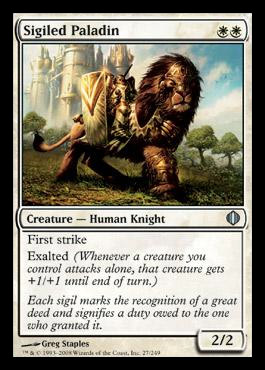 Sigiled Paladin
Creature — Human Knight
First strike
Exalted (Whenever a creature you
control attacks alone, that creature gets
+1/+1 until end of turn.)
Each sigil marks the recognition of a great
deed and signifies a duty owed to the one
who granted it.
2/2
Greg Staples
™ & © 1993–2008 Wizards of the Coast, Inc. 27/249